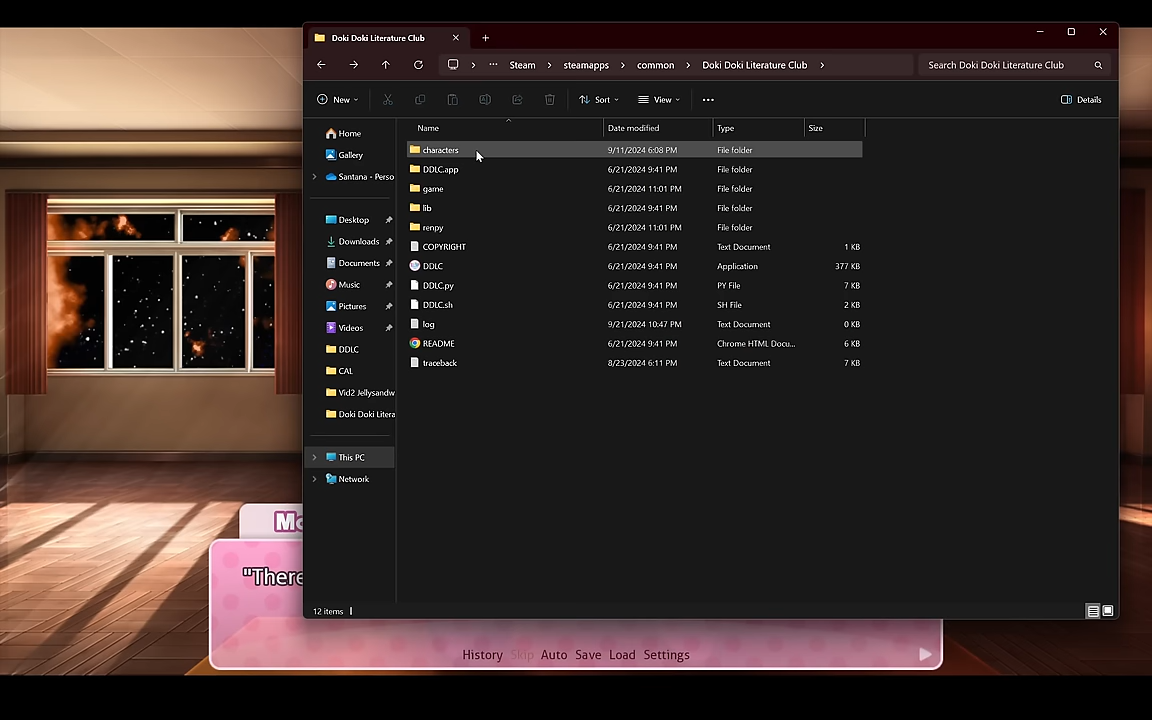 Doki Doki Literature Club
Steam steamapps common Doki Doki Literature Club
Search Doki Doki Literature Club
New Sort View Details
Name Date modified Type Size
Home
Gallery
Santana - Perso
Desktop
Downloads
Documents
Music
Pictures
Videos
DDLC
CAL
Vid2 Jellysandw
Doki Doki Litera
This PC
Network
characters 9/11/2024 6:08 PM File folder
DDLC.app 6/21/2024 9:41 PM File folder
game 6/21/2024 11:01 PM File folder
lib 6/21/2024 9:41 PM File folder
renpy 6/21/2024 11:01 PM File folder
COPYRIGHT 6/21/2024 9:41 PM Text Document 1 KB
DDLC 6/21/2024 9:41 PM Application 377 KB
DDLC.py 6/21/2024 9:41 PM PY File 7 KB
DDLC.sh 6/21/2024 9:41 PM SH File 2 KB
log 9/21/2024 10:47 PM Text Document 0 KB
README 6/21/2024 9:41 PM Chrome HTML Docu... 6 KB
traceback 8/23/2024 6:11 PM Text Document 7 KB
12 items
Mo
"There
History Skip Auto Save Load Settings